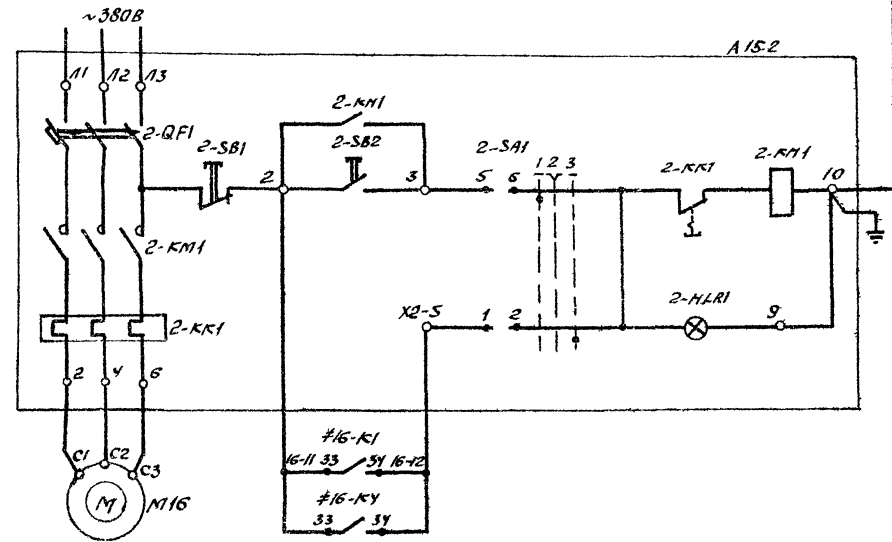 ~380В
А15.2
Л1 Л2 Л3
2-QF1
2-SB1
2-КМ1
2-SB2
2 3
2-SA1
5 6
1 2 3
2-КК1
2-КМ1
10
2-КМ1
2-КК1
Х2-5
1 2
2-HLR1
9
2 4 6
С1 С2 С3
М
М16
≠16-К1
16-11 33 34 16-12
≠16-К4
33 34